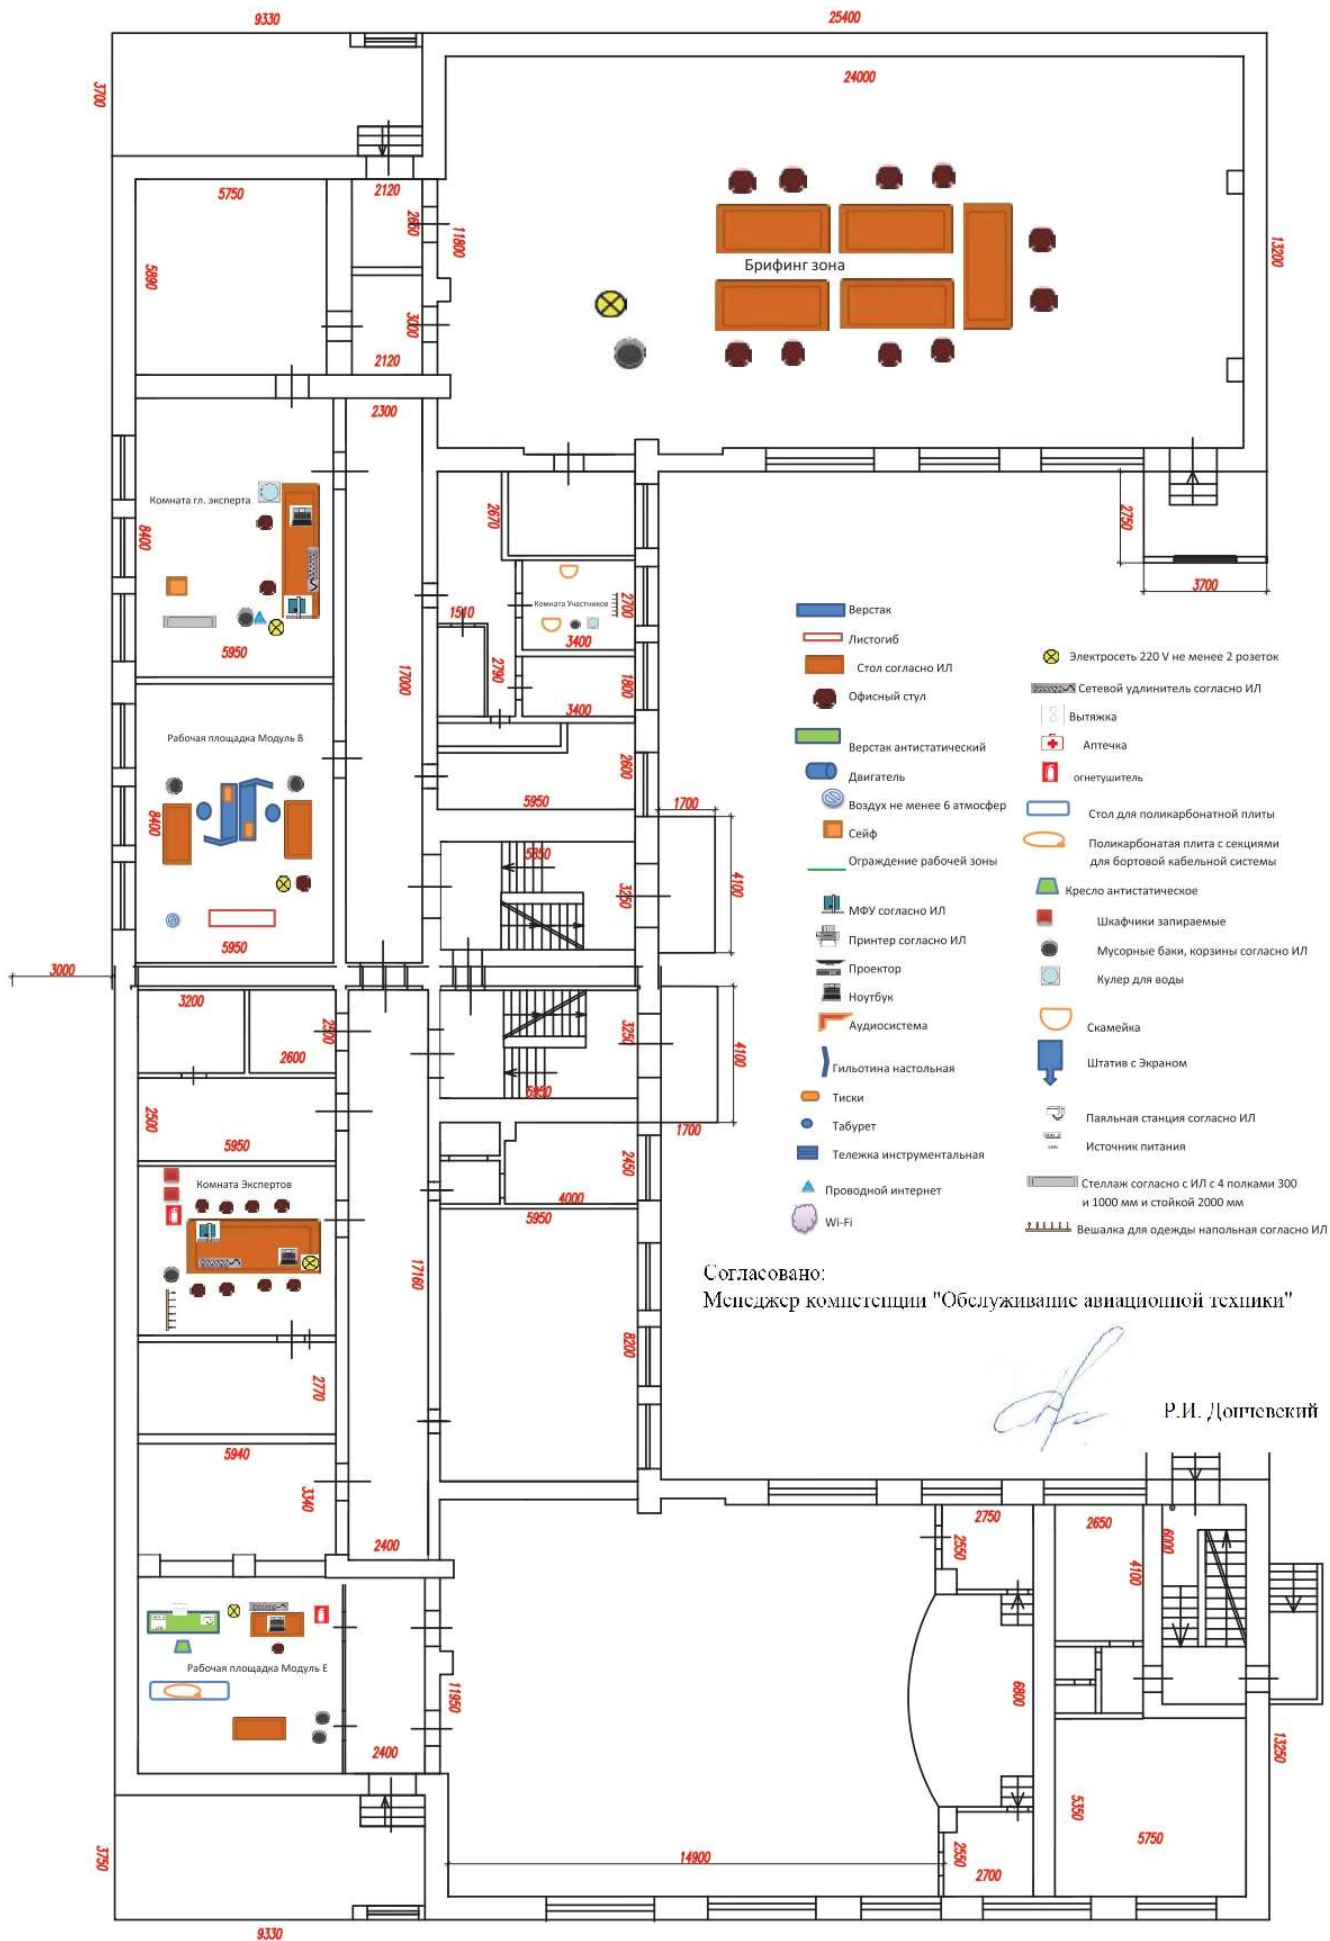 9330
25400
24000
3700
5750
2120
2650
11800
13200
5890
Брифинг зона
3000
2120
2300
Комната гл. эксперта
8400
2670
2750
3700
Комната Участников
2700
1510
3400
5950
17000
2790
1800
3400
Рабочая площадка Модуль В
8400
2600
5950
1700
5850
3250
4100
5950
3000
3200
2500
2600
3250
4100
5950
1700
2500
5950
2450
4000
5950
Комната Экспертов
17160
8200
2770
5940
3340
2400
2750
2550
2650
4100
6000
Рабочая площадка Модуль Е
11950
6800
2400
13250
5350
5750
3750
14900
2550
2700
9330
Верстак
Листогиб
Стол согласно ИЛ
Офисный стул
Верстак антистатический
Двигатель
Воздух не менее 6 атмосфер
Сейф
Ограждение рабочей зоны
МФУ согласно ИЛ
Принтер согласно ИЛ
Проектор
Ноутбук
Аудиосистема
Гильотина настольная
Тиски
Табурет
Тележка инструментальная
Проводной интернет
Wi-Fi
Электросеть 220 V не менее 2 розеток
Сетевой удлинитель согласно ИЛ
Вытяжка
Аптечка
огнетушитель
Стол для поликарбонатной плиты
Поликарбонатая плита с секциями
для бортовой кабельной системы
Кресло антистатическое
Шкафчики запираемые
Мусорные баки, корзины согласно ИЛ
Кулер для воды
Скамейка
Штатив с Экраном
Паяльная станция согласно ИЛ
Источник питания
Стеллаж согласно с ИЛ с 4 полками 300
и 1000 мм и стойкой 2000 мм
Вешалка для одежды напольная согласно ИЛ
Согласовано:
Менеджер компетенции "Обслуживание авиационной техники"
Р.И. Дончевский